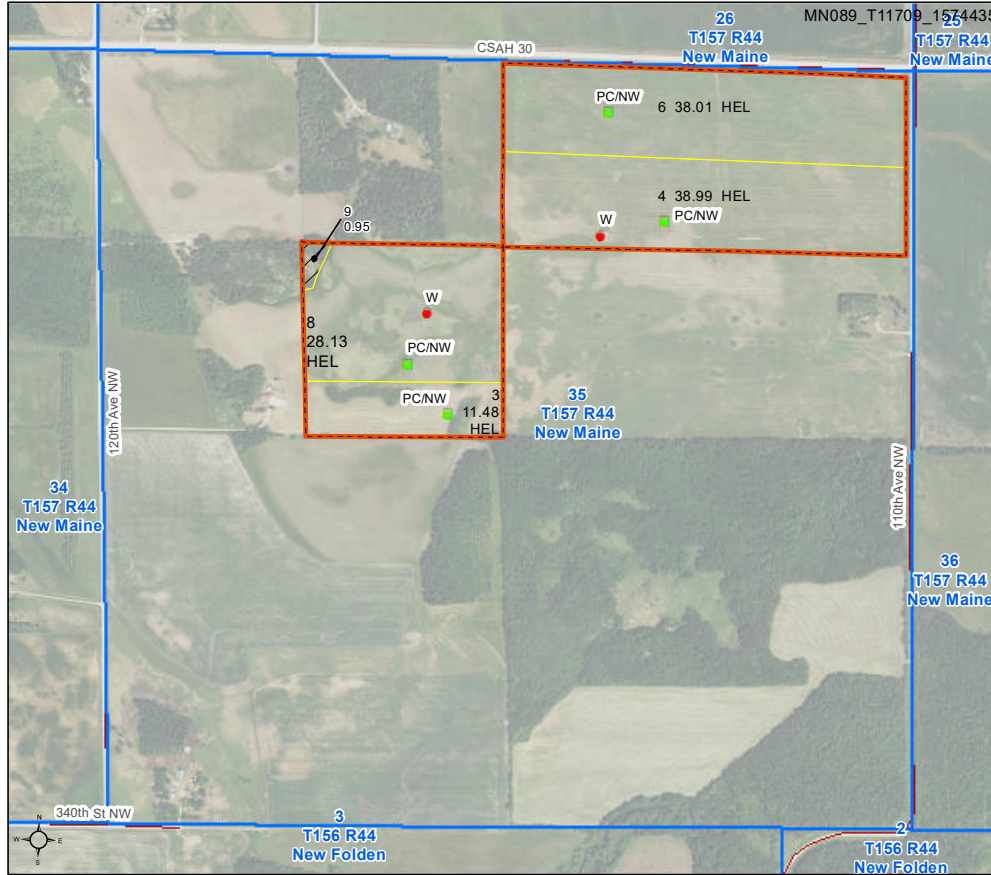 MN089_T11709_1574435
26
T157 R44
New Maine
25
T157 R44
New Maine
CSAH 30
PC/NW
6 38.01 HEL
4 38.99 HEL
PC/NW
W
9
0.95
W
8
28.13
HEL
PC/NW
PC/NW
3
11.48
HEL
35
T157 R44
New Maine
120th Ave NW
110th Ave NW
34
T157 R44
New Maine
36
T157 R44
New Maine
340th St NW
3
T156 R44
New Folden
2
T156 R44
New Folden
N
W
E
S